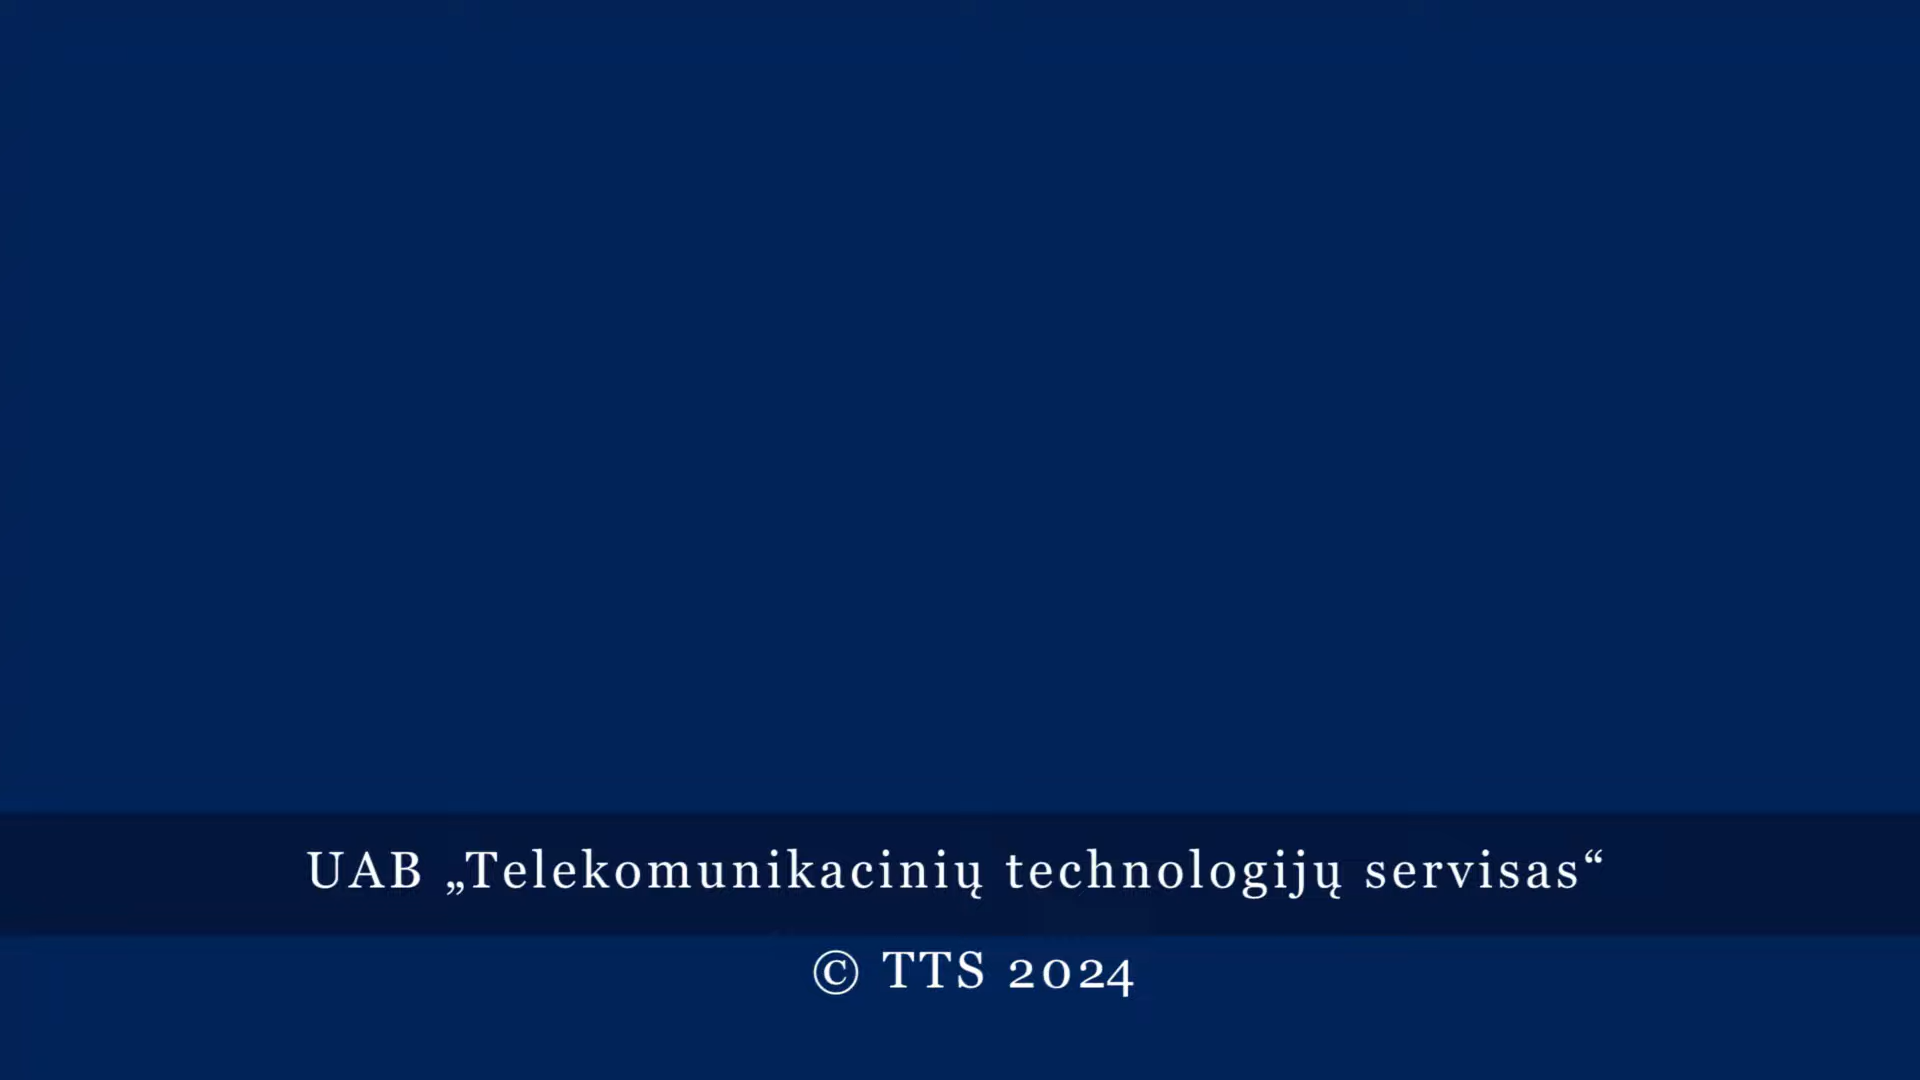 UAB „Telekomunikacinių technologijų servisas“
© TTS 2024